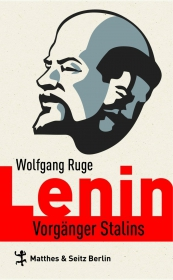 Wolfgang Ruge
Lenin
Vorgänger Stalins
Matthes & Seitz Berlin